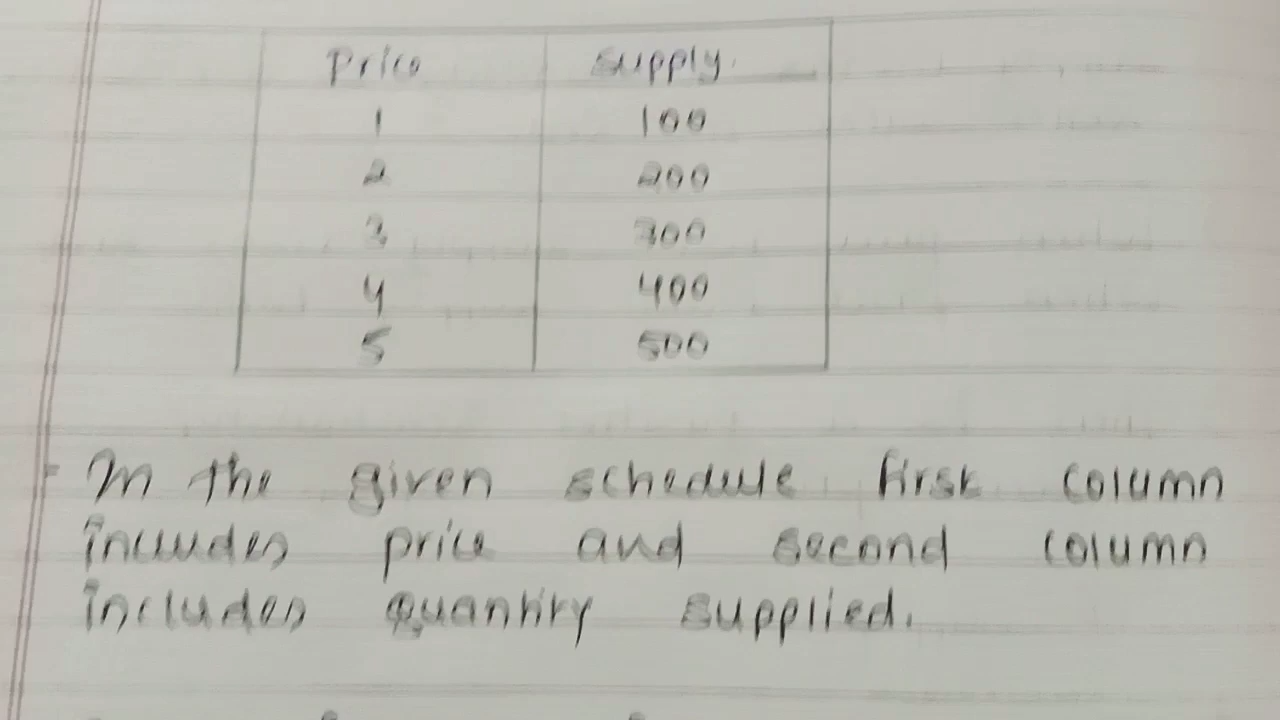 Price supply.
1 100
2 200
3 300
4 400
5 500
In the given schedule first column
includes price and second column
includes quantity supplied.